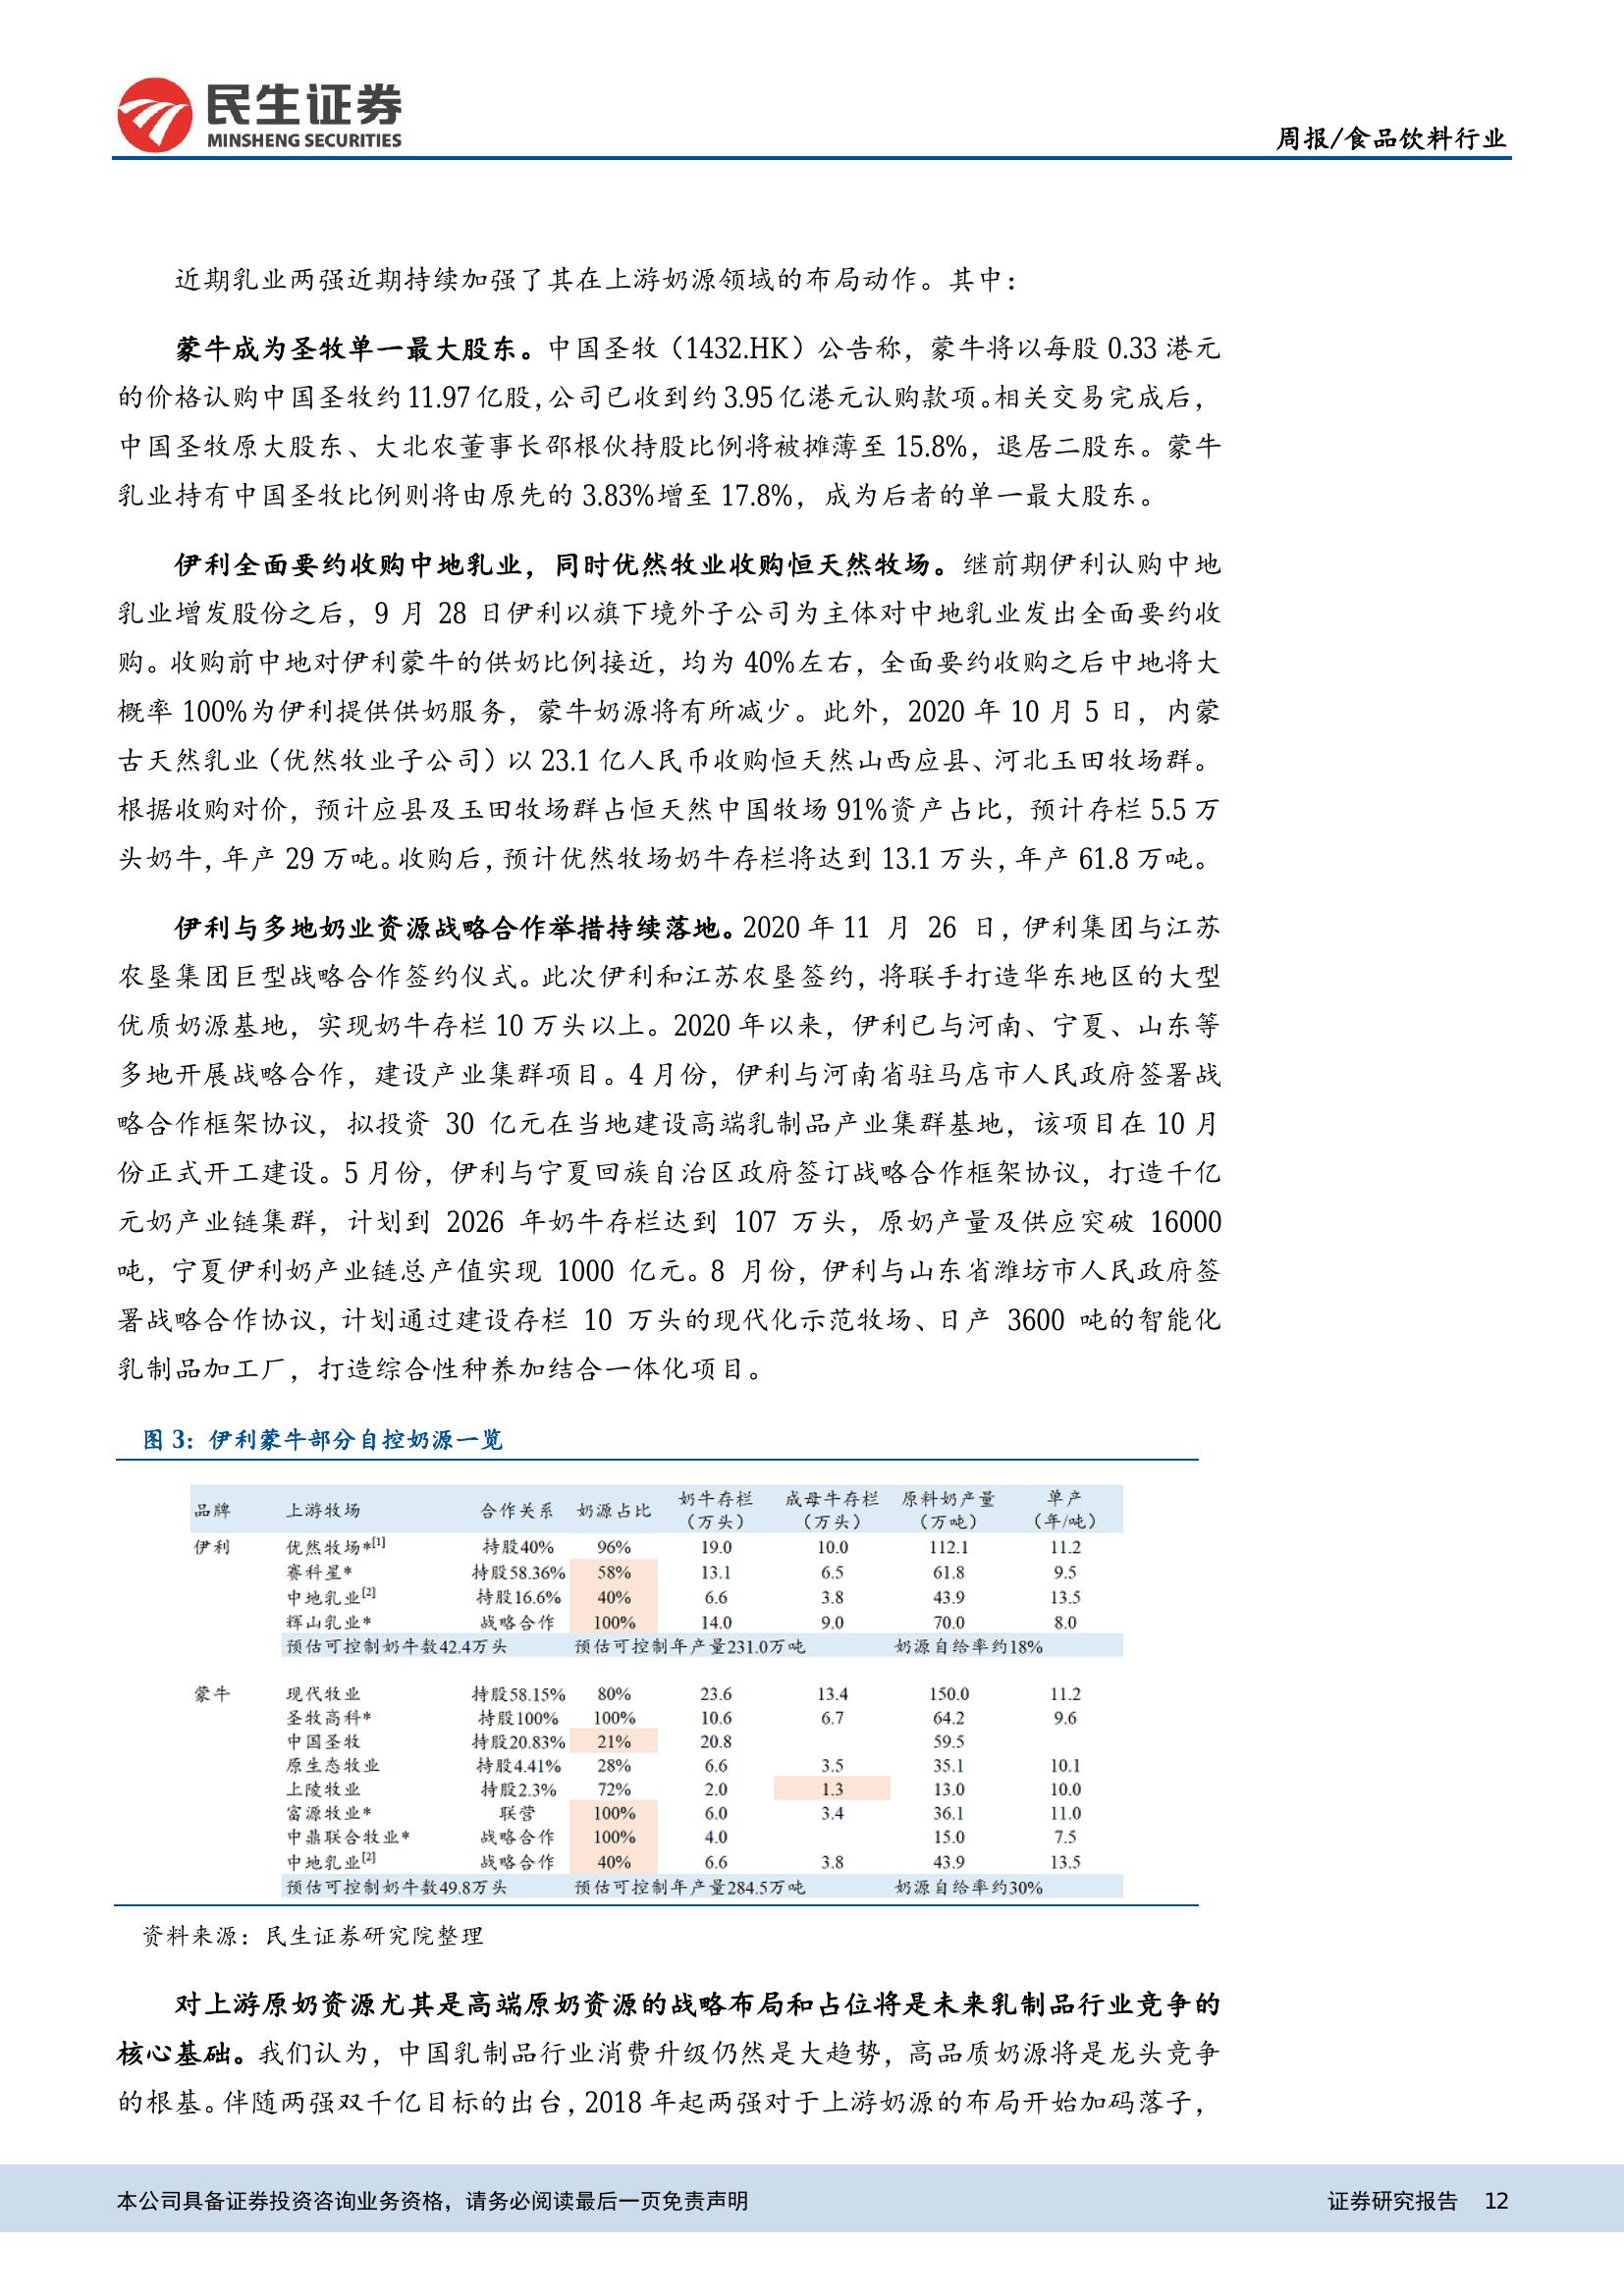 民生证券
MINSHENG SECURITIES
周报/食品饮料行业
近期乳业两强近期持续加强了其在上游奶源领域的布局动作。其中：
蒙牛成为圣牧单一最大股东。中国圣牧（1432.HK）公告称，蒙牛将以每股 0.33 港元
的价格认购中国圣牧约 11.97 亿股，公司已收到约 3.95 亿港元认购款项。相关交易完成后，
中国圣牧原大股东、大北农董事长邵根伙持股比例将被摊薄至 15.8%，退居二股东。蒙牛
乳业持有中国圣牧比例则将由原先的 3.83%增至 17.8%，成为后者的单一最大股东。
伊利全面要约收购中地乳业，同时优然牧业收购恒天然牧场。继前期伊利认购中地
乳业增发股份之后，9 月 28 日伊利以旗下境外子公司为主体对中地乳业发出全面要约收
购。收购前中地对伊利蒙牛的供奶比例接近，均为 40%左右，全面要约收购之后中地将大
概率 100%为伊利提供供奶服务，蒙牛奶源将有所减少。此外，2020 年 10 月 5 日，内蒙
古天然乳业（优然牧业子公司）以 23.1 亿人民币收购恒天然山西应县、河北玉田牧场群。
根据收购对价，预计应县及玉田牧场群占恒天然中国牧场 91%资产占比，预计存栏 5.5 万
头奶牛，年产 29 万吨。收购后，预计优然牧场奶牛存栏将达到 13.1 万头，年产 61.8 万吨。
伊利与多地奶业资源战略合作举措持续落地。2020 年 11 月 26 日，伊利集团与江苏
农垦集团巨型战略合作签约仪式。此次伊利和江苏农垦签约，将联手打造华东地区的大型
优质奶源基地，实现奶牛存栏 10 万头以上。2020 年以来，伊利已与河南、宁夏、山东等
多地开展战略合作，建设产业集群项目。4 月份，伊利与河南省驻马店市人民政府签署战
略合作框架协议，拟投资 30 亿元在当地建设高端乳制品产业集群基地，该项目在 10 月
份正式开工建设。5 月份，伊利与宁夏回族自治区政府签订战略合作框架协议，打造千亿
元奶产业链集群，计划到 2026 年奶牛存栏达到 107 万头，原奶产量及供应突破 16000
吨，宁夏伊利奶产业链总产值实现 1000 亿元。8 月份，伊利与山东省潍坊市人民政府签
署战略合作协议，计划通过建设存栏 10 万头的现代化示范牧场、日产 3600 吨的智能化
乳制品加工厂，打造综合性种养加结合一体化项目。
图 3：伊利蒙牛部分自控奶源一览
品牌 上游牧场 合作关系 奶源占比 奶牛存栏（万头） 成母牛存栏（万头） 原料奶产量（万吨） 单产（年/吨）
伊利 优然牧场*[1] 持股40% 96% 19.0 10.0 112.1 11.2
赛科星* 持股58.36% 58% 13.1 6.5 61.8 9.5
中地乳业[2] 持股16.6% 40% 6.6 3.8 43.9 13.5
辉山乳业* 战略合作 100% 14.0 9.0 70.0 8.0
预估可控制奶牛数42.4万头 预估可控制年产量231.0万吨 奶源自给率约18%
蒙牛 现代牧业 持股58.15% 80% 23.6 13.4 150.0 11.2
圣牧高科* 持股100% 100% 10.6 6.7 64.2 9.6
中国圣牧 持股20.83% 21% 20.8 59.5
原生态牧业 持股4.41% 28% 6.6 3.5 35.1 10.1
上陵牧业 持股2.3% 72% 2.0 1.3 13.0 10.0
富源牧业* 联营 100% 6.0 3.4 36.1 11.0
中鼎联合牧业* 战略合作 100% 4.0 15.0 7.5
中地乳业[2] 战略合作 40% 6.6 3.8 43.9 13.5
预估可控制奶牛数49.8万头 预估可控制年产量284.5万吨 奶源自给率约30%
资料来源：民生证券研究院整理
对上游原奶资源尤其是高端原奶资源的战略布局和占位将是未来乳制品行业竞争的
核心基础。我们认为，中国乳制品行业消费升级仍然是大趋势，高品质奶源将是龙头竞争
的根基。伴随两强双千亿目标的出台，2018 年起两强对于上游奶源的布局开始加码落子，
本公司具备证券投资咨询业务资格，请务必阅读最后一页免责声明
证券研究报告 12